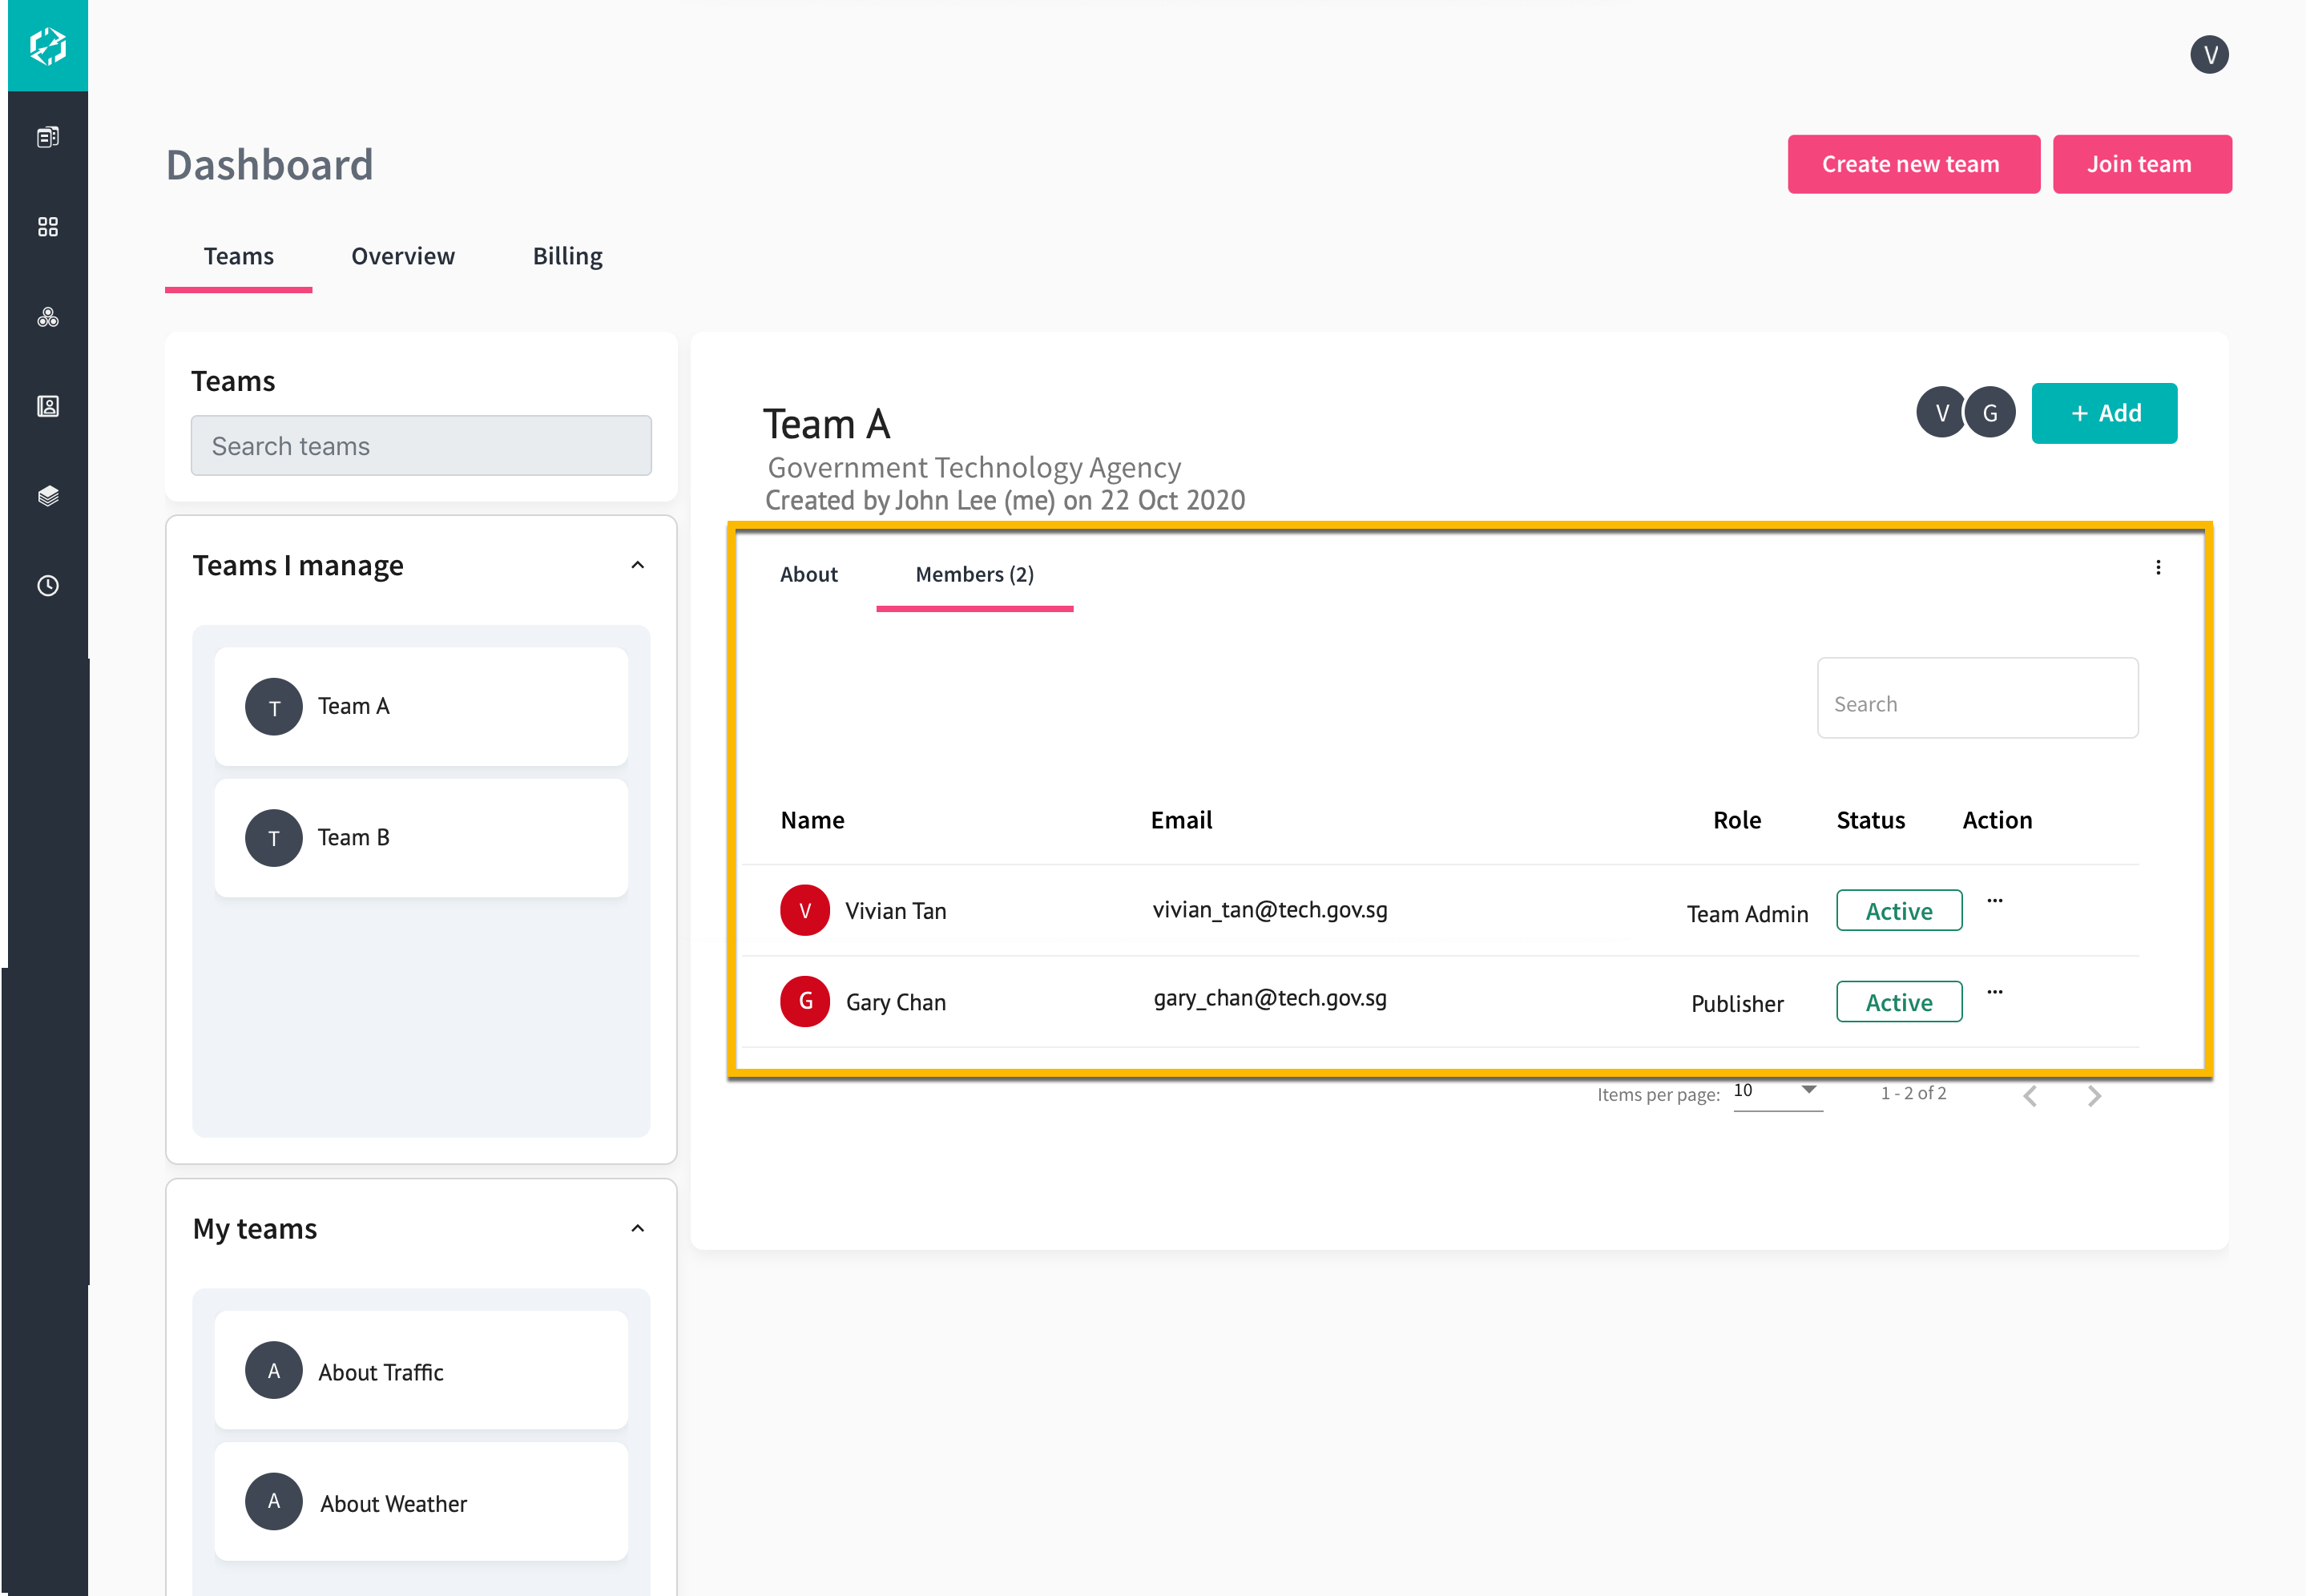 V
Dashboard
Create new team
Join team
Teams
Overview
Billing
Teams
Search teams
Teams I manage
T
Team A
T
Team B
My teams
A
About Traffic
A
About Weather
Team A
V
G
+ Add
Government Technology Agency
Created by John Lee (me) on 22 Oct 2020
About
Members (2)
Search
Name
Email
Role
Status
Action
V
Vivian Tan
vivian_tan@tech.gov.sg
Team Admin
Active
...
G
Gary Chan
gary_chan@tech.gov.sg
Publisher
Active
...
Items per page:
10
1 - 2 of 2